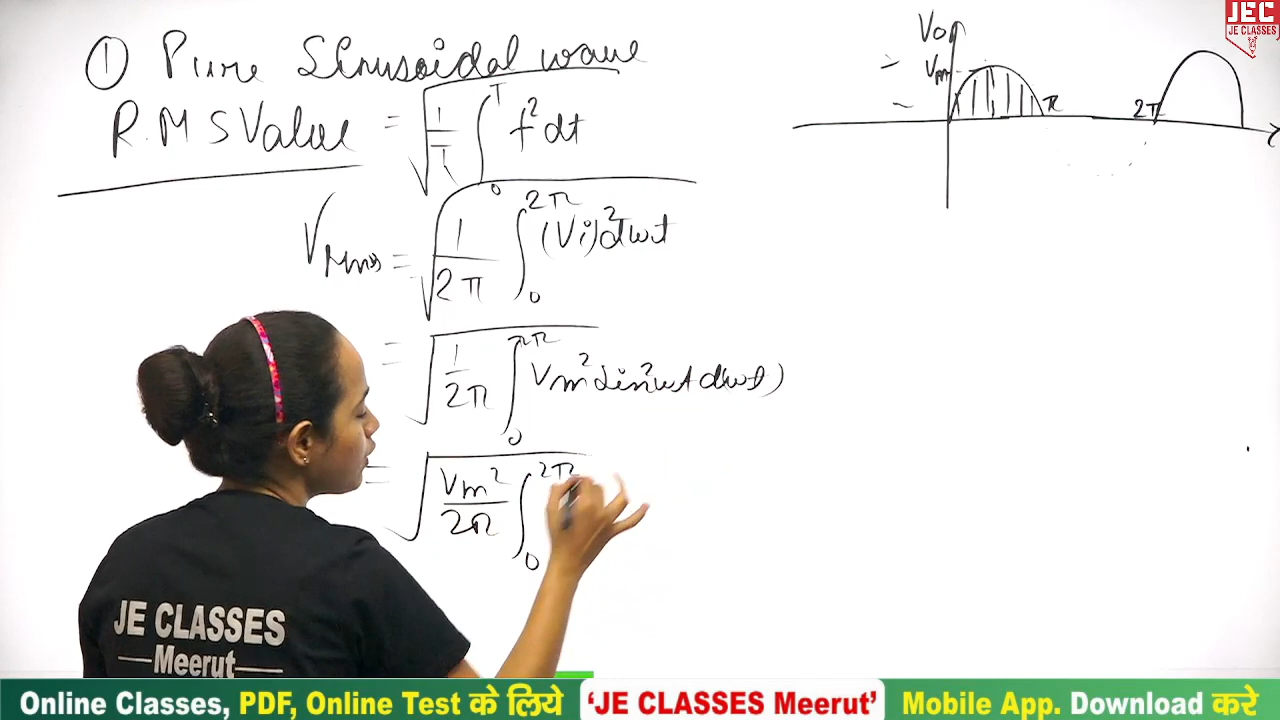 ① Pure Sinusoidal wave
R.M.S Value = √(1/T ∫₀ᵀ f² dt)
Vrms = √(1/2π ∫₀^2π (Vi)² dωt
= √(1/2π ∫₀^2π Vm² sin²ωt dωt)
= √(Vm²/2π ∫₀^2π
Vo
Vm
π
2π
JEC
JE CLASSES
JE CLASSES
—Meerut—
Online Classes, PDF, Online Test के लिये ‘JE CLASSES Meerut’ Mobile App. Download करे